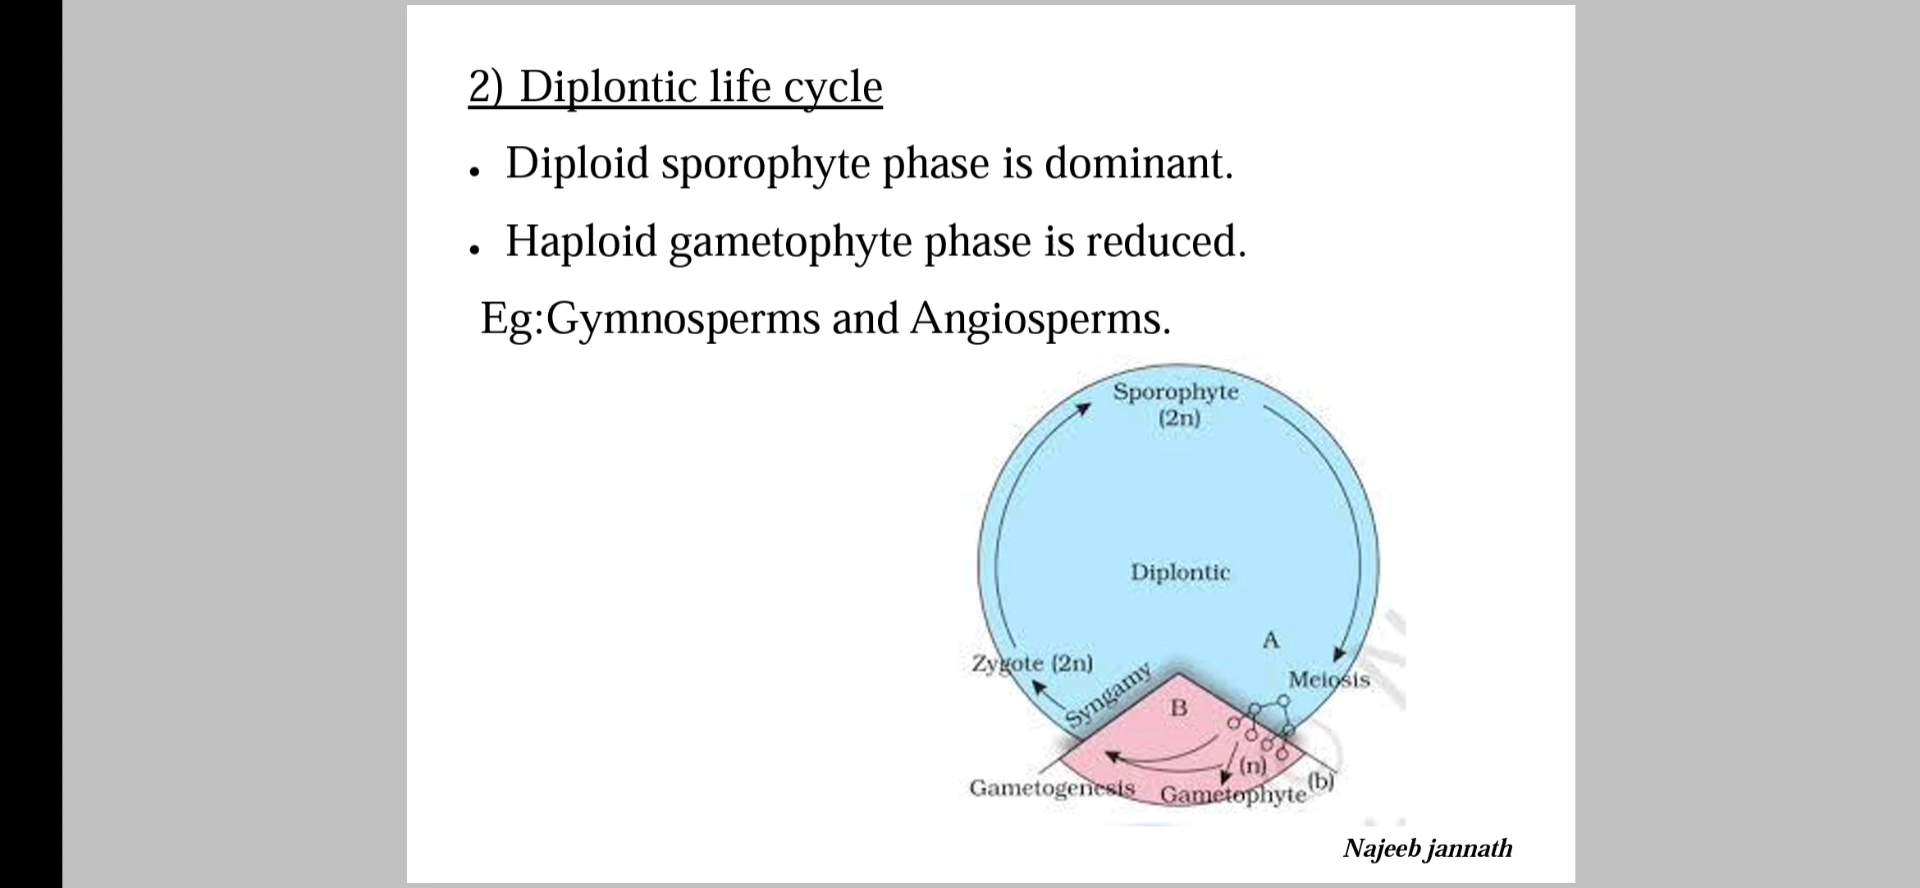 2) Diplontic life cycle
• Diploid sporophyte phase is dominant.
• Haploid gametophyte phase is reduced.
Eg:Gymnosperms and Angiosperms.
Sporophyte
(2n)
Diplontic
A
Zygote (2n)
Syngamy
Meiosis
B
(n)
Gametogenesis
Gametophyte
(b)
Najeeb jannath